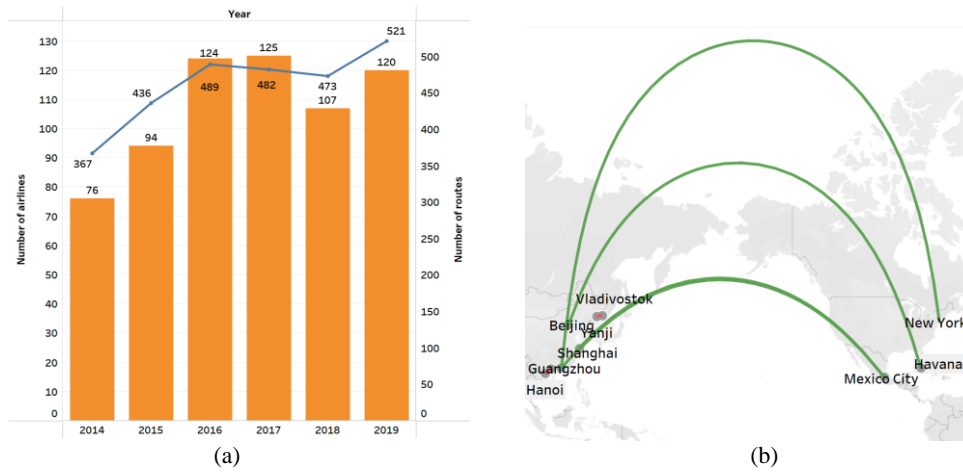 Year
Number of airlines
130
120
110
100
90
80
70
60
50
40
30
20
10
0
Number of routes
500
450
400
350
300
250
200
150
100
50
0
367
436
489
482
473
521
76
94
124
125
107
120
2014 2015 2016 2017 2018 2019
(a)
Vladivostok
Beijing
Yanji
Shanghai
Guangzhou
Hanoi
New York
Havana
Mexico City
(b)